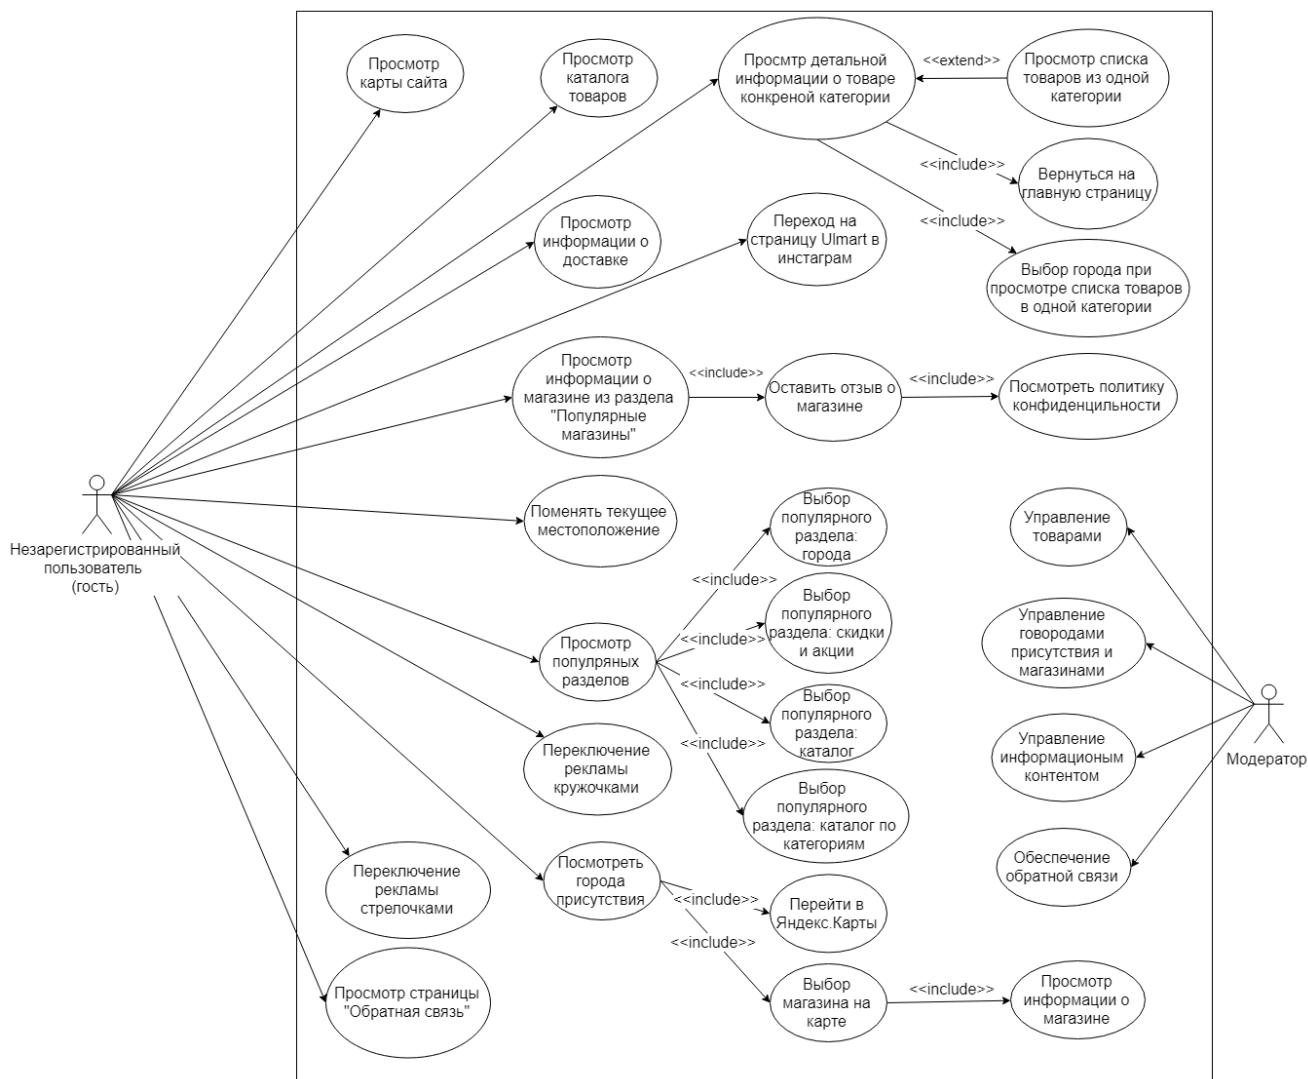 Просмотр
карты сайта
Просмотр
каталога
товаров
Просмтр детальной
информации о товаре
конкреной категории
<<extend>>
Просмотр списка
товаров из одной
категории
<<include>>
Вернуться на
главную страницу
<<include>>
Выбор города при
просмотре списка товаров
в одной категории
Просмотр
информации о
доставке
Переход на
страницу Ulmart в
инстаграм
Просмотр
информации о
магазине из раздела
"Популярные
магазины"
<<include>>
Оставить отзыв о
магазине
<<include>>
Посмотреть политику
конфиденцильности
Незарегистрированный
пользователь
(гость)
Поменять текущее
местоположение
Выбор
популярного
раздела:
города
Управление
товарами
<<include>>
Просмотр
популряных
разделов
<<include>>
Выбор
популярного
раздела: скидки
и акции
Управление
говородами
присутствия и
магазинами
<<include>>
Выбор
популярного
раздела:
каталог
<<include>>
Управление
информационым
контентом
Модератор
Переключение
рекламы
кружочками
Выбор
популярного
раздела: каталог по
категориям
Обеспечение
обратной связи
Переключение
рекламы
стрелочками
Посмотреть
города
присутствия
<<include>>
Перейти в
Яндекс.Карты
<<include>>
Выбор
магазина на
карте
<<include>>
Просмотр
информации о
магазине
Просмотр страницы
"Обратная связь"